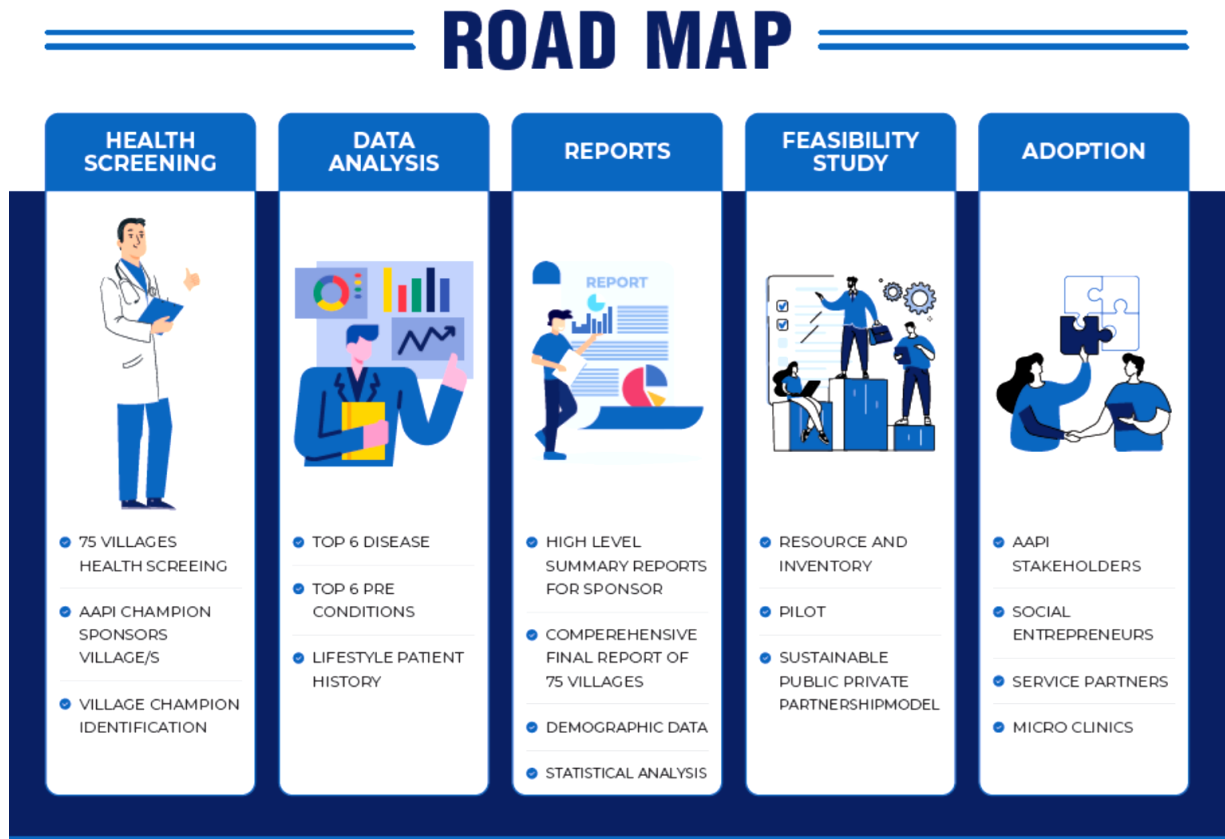 ROAD MAP
HEALTH
SCREENING
75 VILLAGES
HEALTH SCREEING
AAPI CHAMPION
SPONSORS
VILLAGE/S
VILLAGE CHAMPION
IDENTIFICATION
DATA
ANALYSIS
TOP 6 DISEASE
TOP 6 PRE
CONDITIONS
LIFESTYLE PATIENT
HISTORY
REPORTS
REPORT
HIGH LEVEL
SUMMARY REPORTS
FOR SPONSOR
COMPEREHENSIVE
FINAL REPORT OF
75 VILLAGES
DEMOGRAPHIC DATA
STATISTICAL ANALYSIS
FEASIBILITY
STUDY
RESOURCE AND
INVENTORY
PILOT
SUSTAINABLE
PUBLIC PRIVATE
PARTNERSHIPMODEL
ADOPTION
AAPI
STAKEHOLDERS
SOCIAL
ENTREPRENEURS
SERVICE PARTNERS
MICRO CLINICS